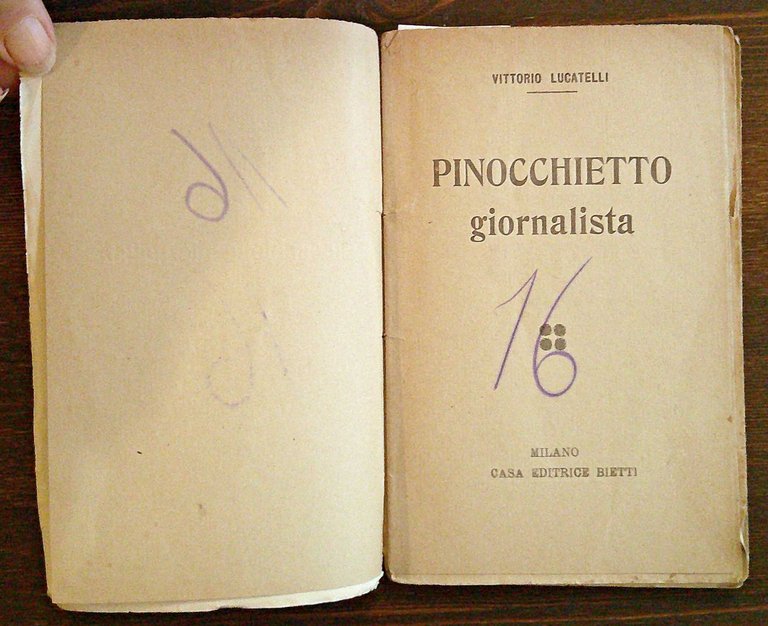 VITTORIO LUCATELLI
PINOCCHIETTO
giornalista
16
MILANO
CASA EDITRICE BIETTI